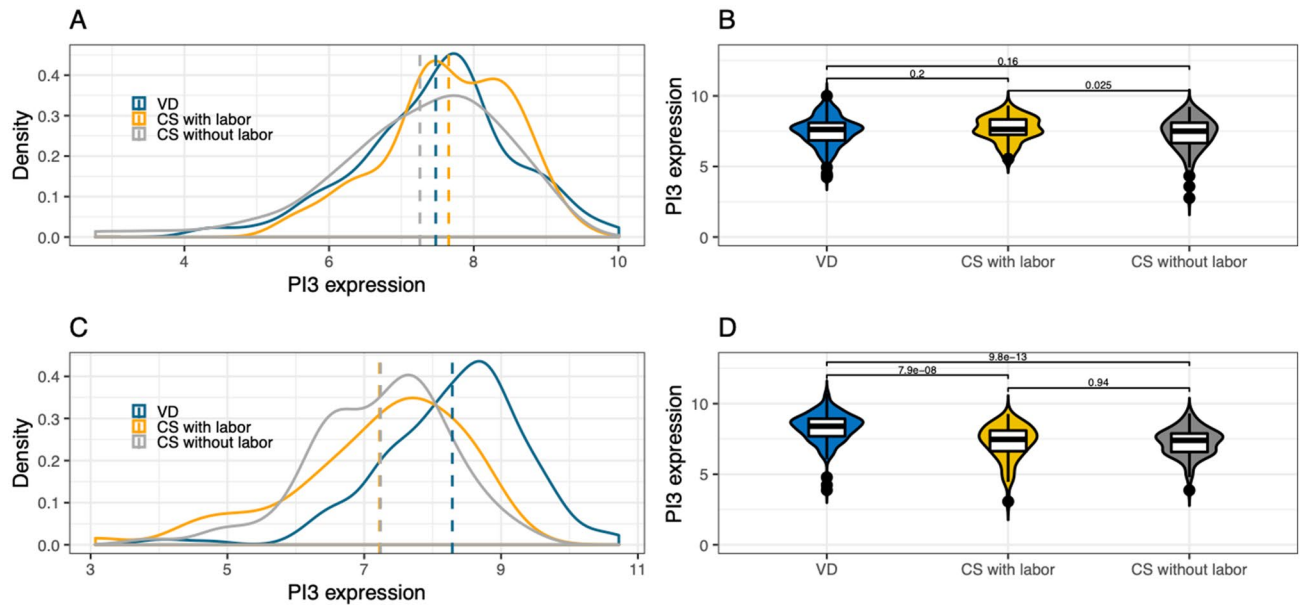 A
Density
0.4
0.3
0.2
0.1
0.0
VD
CS with labor
CS without labor
4 6 8 10
PI3 expression
B
PI3 expression
10
5
0
0.16
0.2
0.025
VD CS with labor CS without labor
C
Density
0.4
0.3
0.2
0.1
0.0
VD
CS with labor
CS without labor
3 5 7 9 11
PI3 expression
D
PI3 expression
10
5
0
9.8e−13
7.9e−08
0.94
VD CS with labor CS without labor